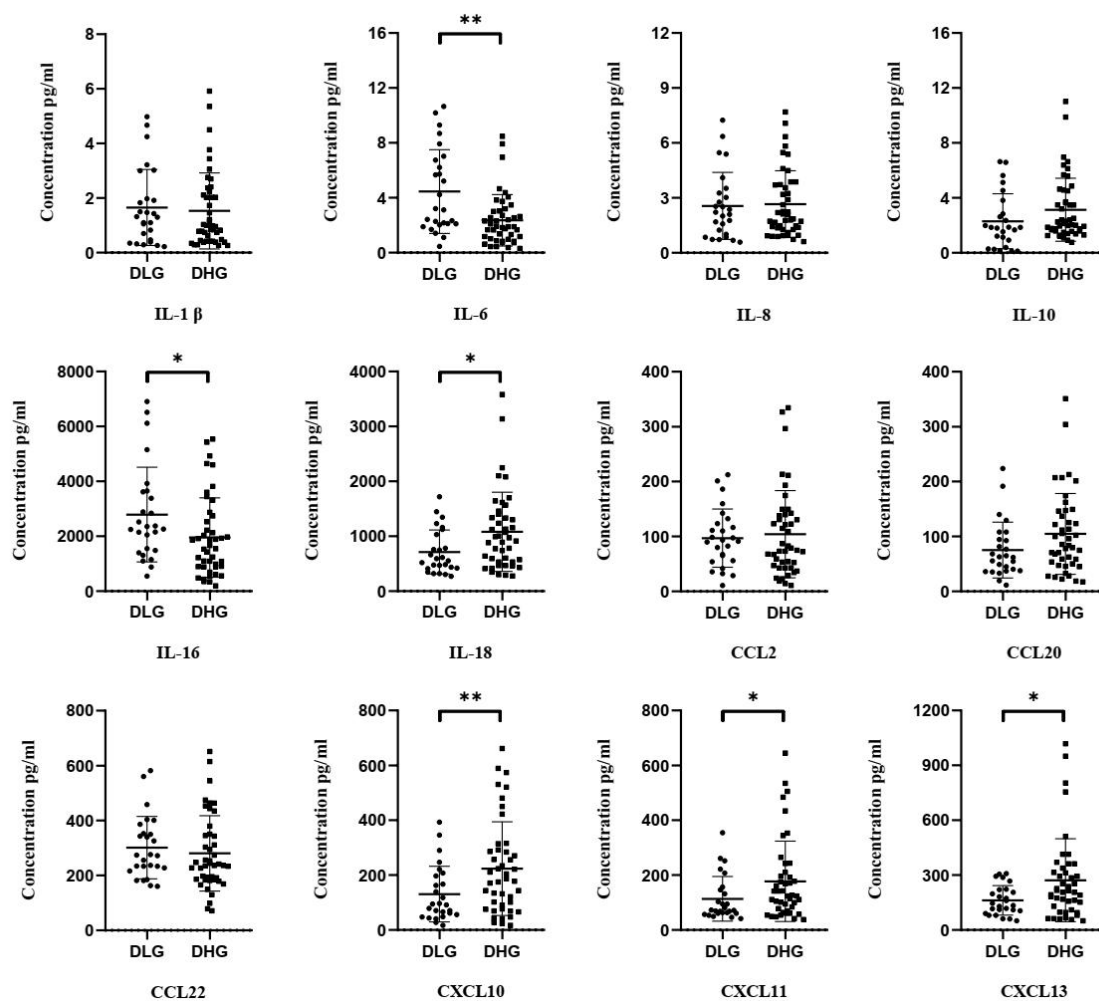 Concentration pg/ml
8
6
4
2
0
DLG DHG
IL-1 β
Concentration pg/ml
16
12
8
4
0
**
DLG DHG
IL-6
Concentration pg/ml
12
9
6
3
0
DLG DHG
IL-8
Concentration pg/ml
16
12
8
4
0
DLG DHG
IL-10
Concentration pg/ml
8000
6000
4000
2000
0
*
DLG DHG
IL-16
Concentration pg/ml
4000
3000
2000
1000
0
*
DLG DHG
IL-18
Concentration pg/ml
400
300
200
100
0
DLG DHG
CCL2
Concentration pg/ml
400
300
200
100
0
DLG DHG
CCL20
Concentration pg/ml
800
600
400
200
0
DLG DHG
CCL22
Concentration pg/ml
800
600
400
200
0
**
DLG DHG
CXCL10
Concentration pg/ml
800
600
400
200
0
*
DLG DHG
CXCL11
Concentration pg/ml
1200
900
600
300
0
*
DLG DHG
CXCL13